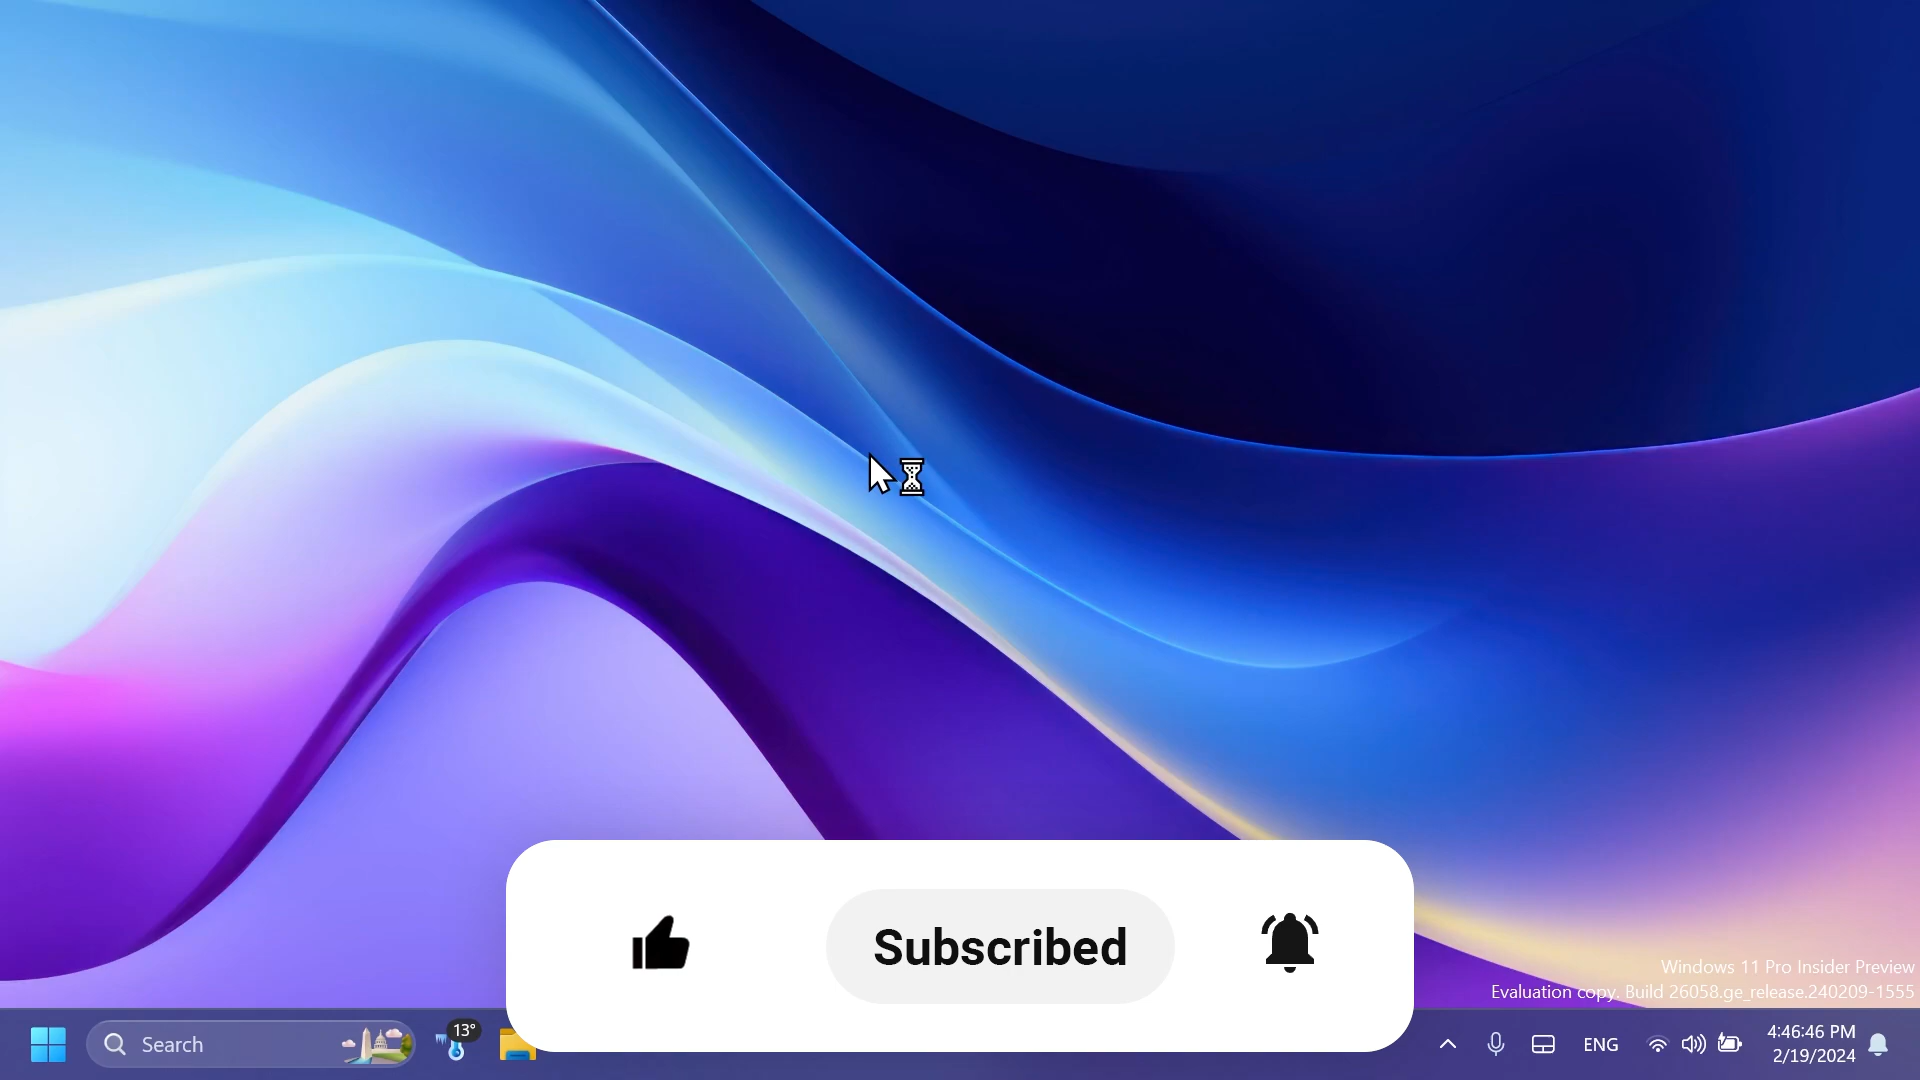 Subscribed
Windows 11 Pro Insider Preview
Evaluation copy. Build 26058.ge_release.240209-1555
Search
13°
ENG
4:46:46 PM
2/19/2024